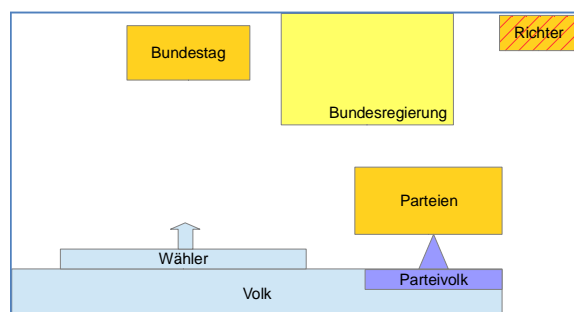 Bundestag
Richter
Bundesregierung
Parteien
Wähler
Parteivolk
Volk